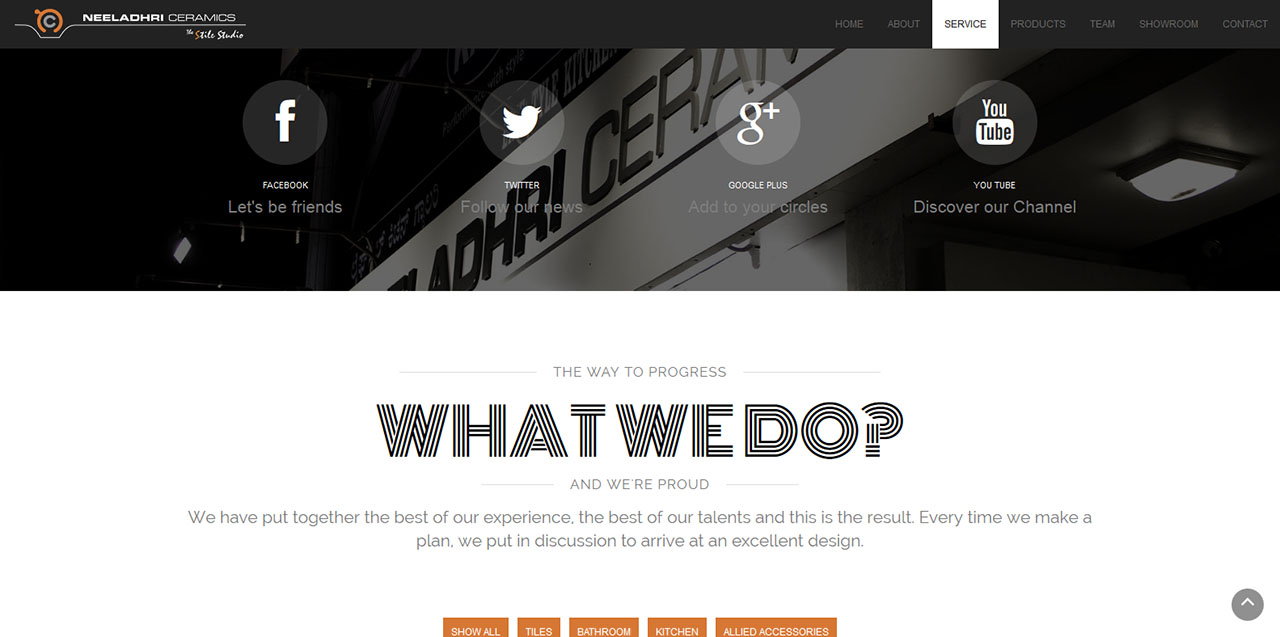 NEELADHRI CERAMICS
the Stile Studio
HOME ABOUT SERVICE PRODUCTS TEAM SHOWROOM CONTACT
STYLE KITCHEN
NEELADHRI CERAMI
You
Tube
FACEBOOK TWITTER GOOGLE PLUS YOU TUBE
Let's be friends Follow our news Add to your circles Discover our Channel
THE WAY TO PROGRESS
WHAT WE DO?
AND WE'RE PROUD
We have put together the best of our experience, the best of our talents and this is the result. Every time we make a
plan, we put in discussion to arrive at an excellent design.
SHOW ALL TILES BATHROOM KITCHEN ALLIED ACCESSORIES